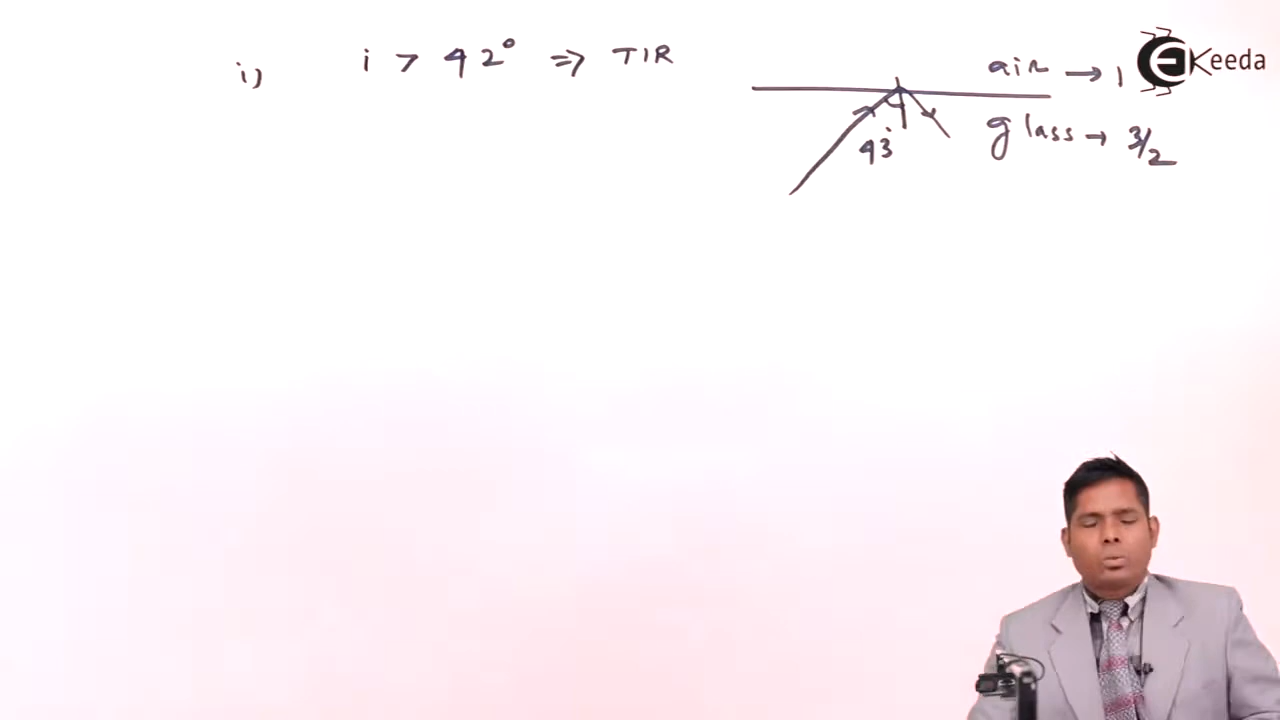 i) i > 42° ⇒ TIR
air → 1
glass → 3/2
43°
EKeeda